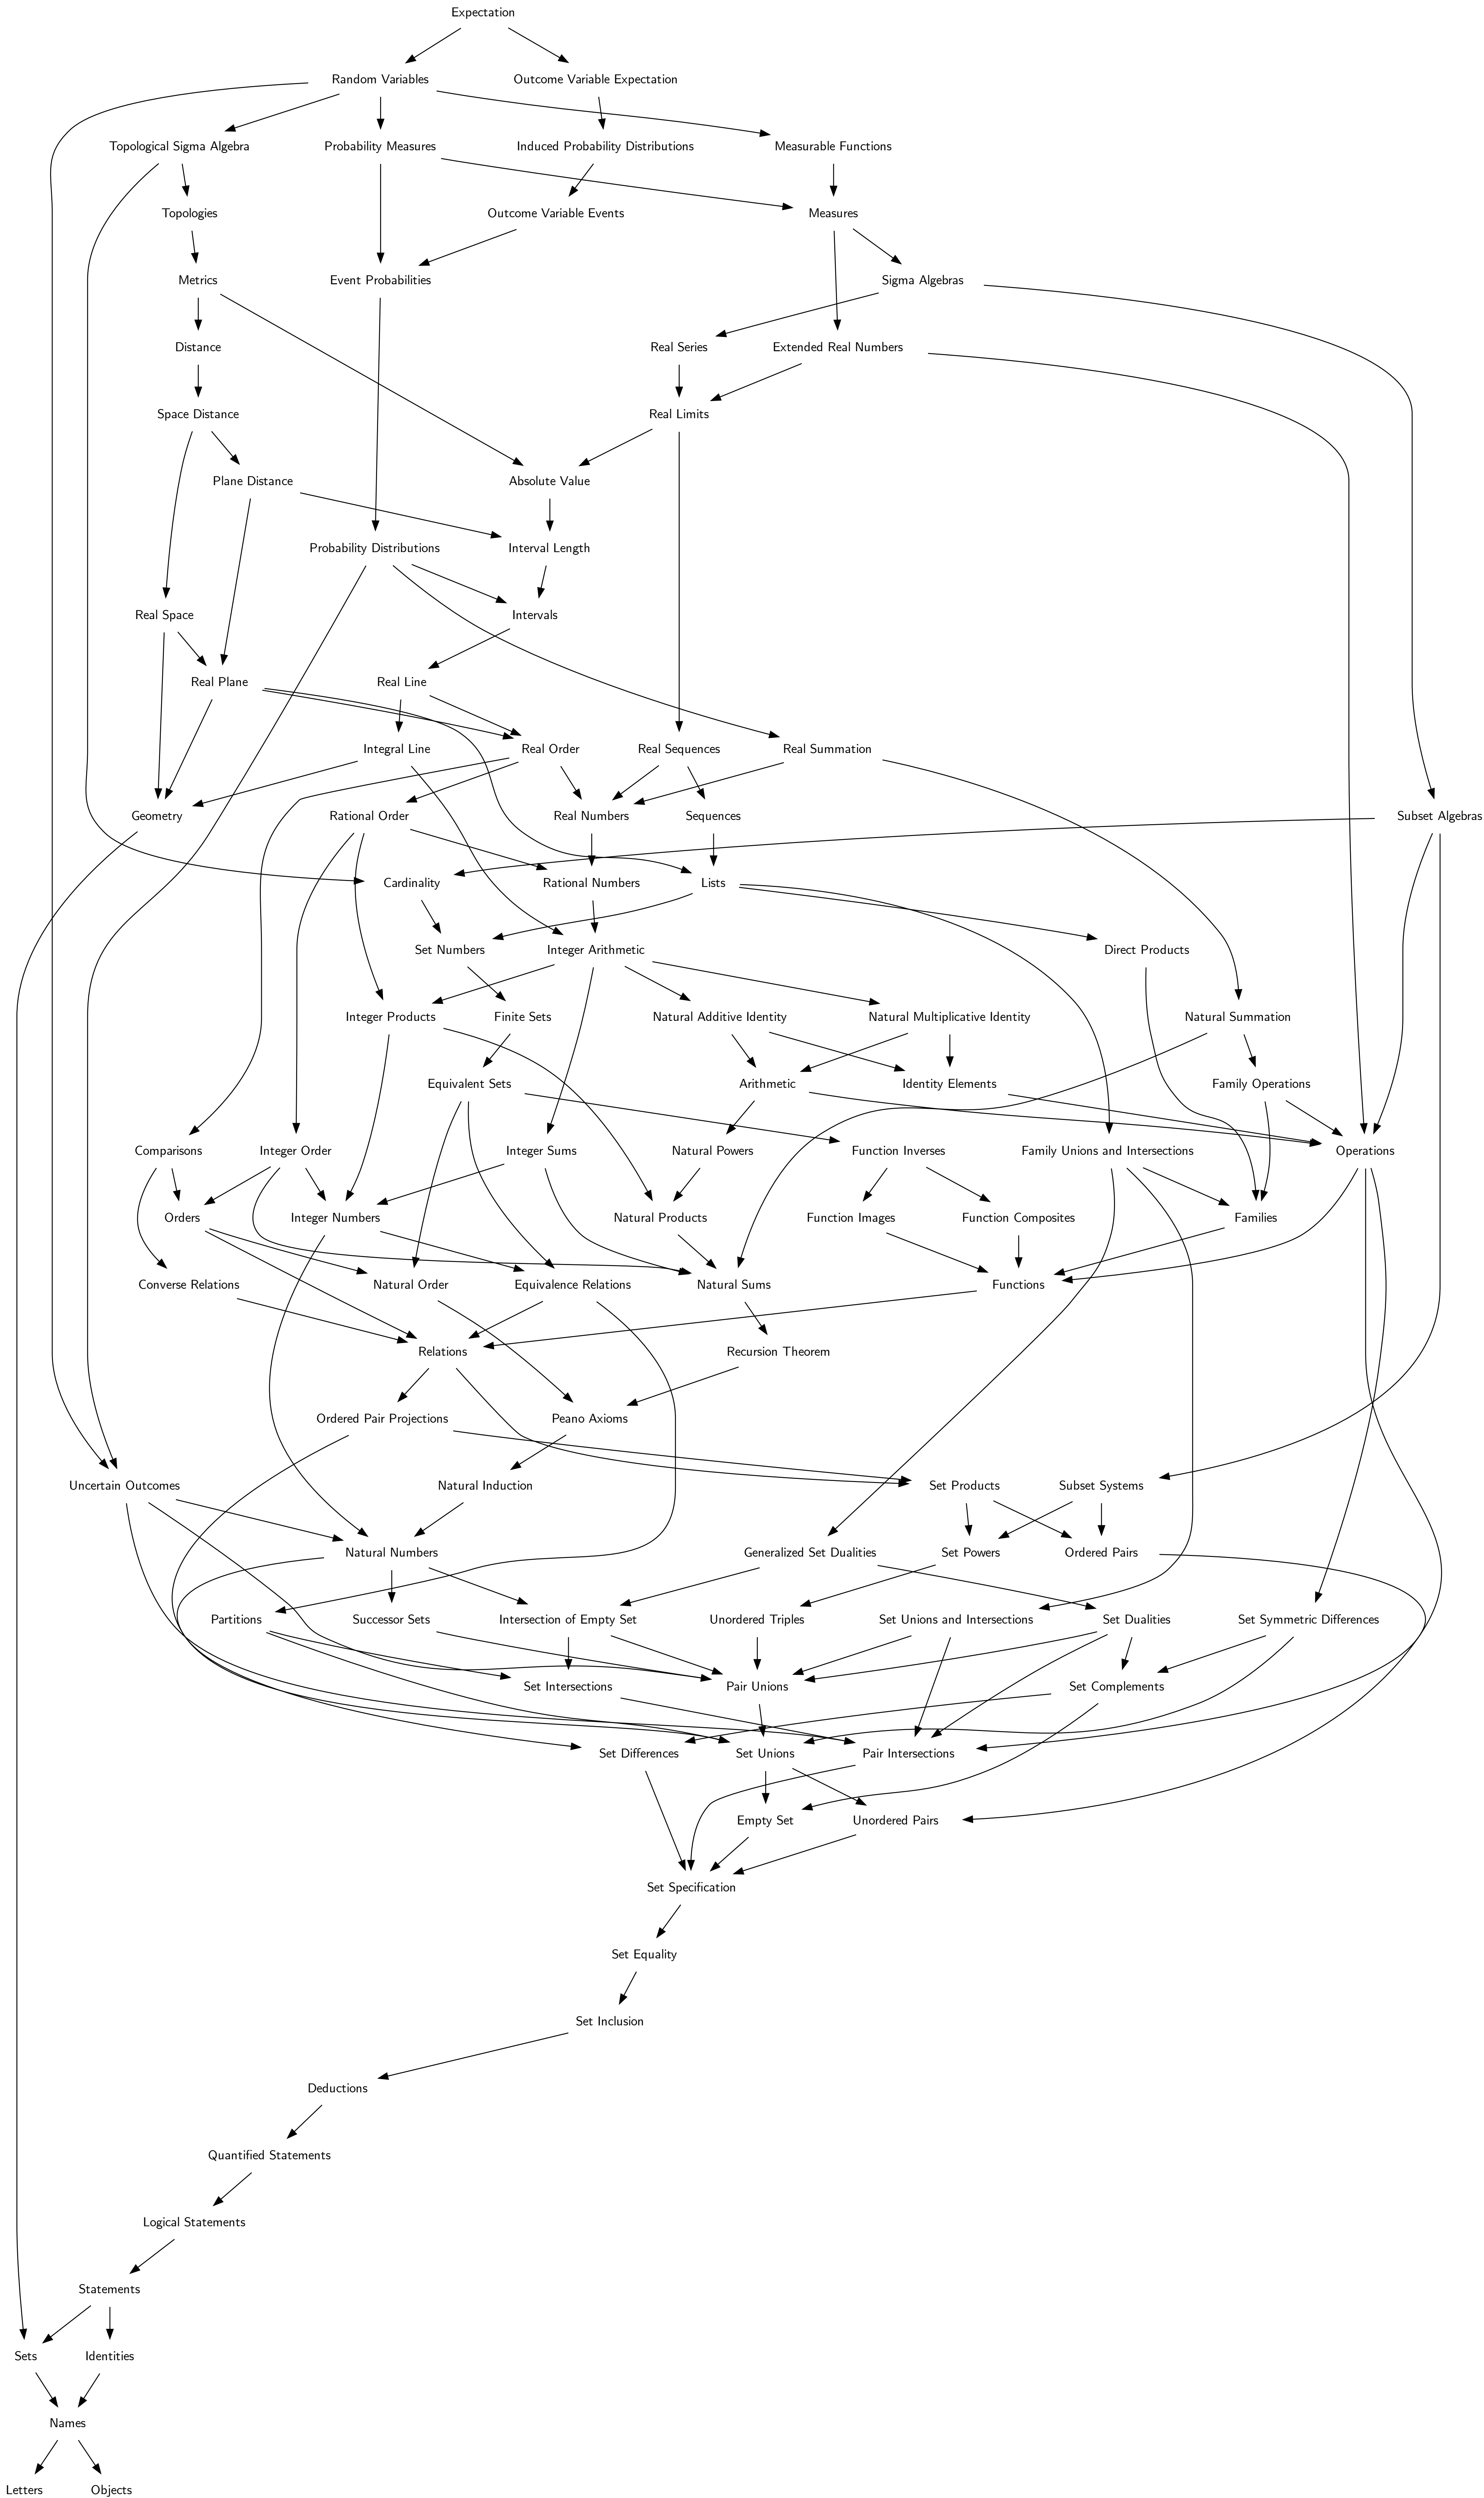 Expectation
Random Variables
Outcome Variable Expectation
Topological Sigma Algebra
Probability Measures
Induced Probability Distributions
Measurable Functions
Topologies
Outcome Variable Events
Measures
Metrics
Event Probabilities
Sigma Algebras
Distance
Real Series
Extended Real Numbers
Space Distance
Real Limits
Plane Distance
Absolute Value
Probability Distributions
Interval Length
Real Space
Intervals
Real Plane
Real Line
Integral Line
Real Order
Real Sequences
Real Summation
Geometry
Rational Order
Real Numbers
Sequences
Subset Algebras
Cardinality
Rational Numbers
Lists
Set Numbers
Integer Arithmetic
Direct Products
Integer Products
Finite Sets
Natural Additive Identity
Natural Multiplicative Identity
Natural Summation
Equivalent Sets
Arithmetic
Identity Elements
Family Operations
Comparisons
Integer Order
Integer Sums
Natural Powers
Function Inverses
Family Unions and Intersections
Operations
Orders
Integer Numbers
Natural Products
Function Images
Function Composites
Families
Converse Relations
Natural Order
Equivalence Relations
Natural Sums
Functions
Relations
Recursion Theorem
Ordered Pair Projections
Peano Axioms
Uncertain Outcomes
Natural Induction
Set Products
Subset Systems
Natural Numbers
Generalized Set Dualities
Set Powers
Ordered Pairs
Partitions
Successor Sets
Intersection of Empty Set
Unordered Triples
Set Unions and Intersections
Set Dualities
Set Symmetric Differences
Set Intersections
Pair Unions
Set Complements
Set Differences
Set Unions
Pair Intersections
Empty Set
Unordered Pairs
Set Specification
Set Equality
Set Inclusion
Deductions
Quantified Statements
Logical Statements
Statements
Sets
Identities
Names
Letters
Objects